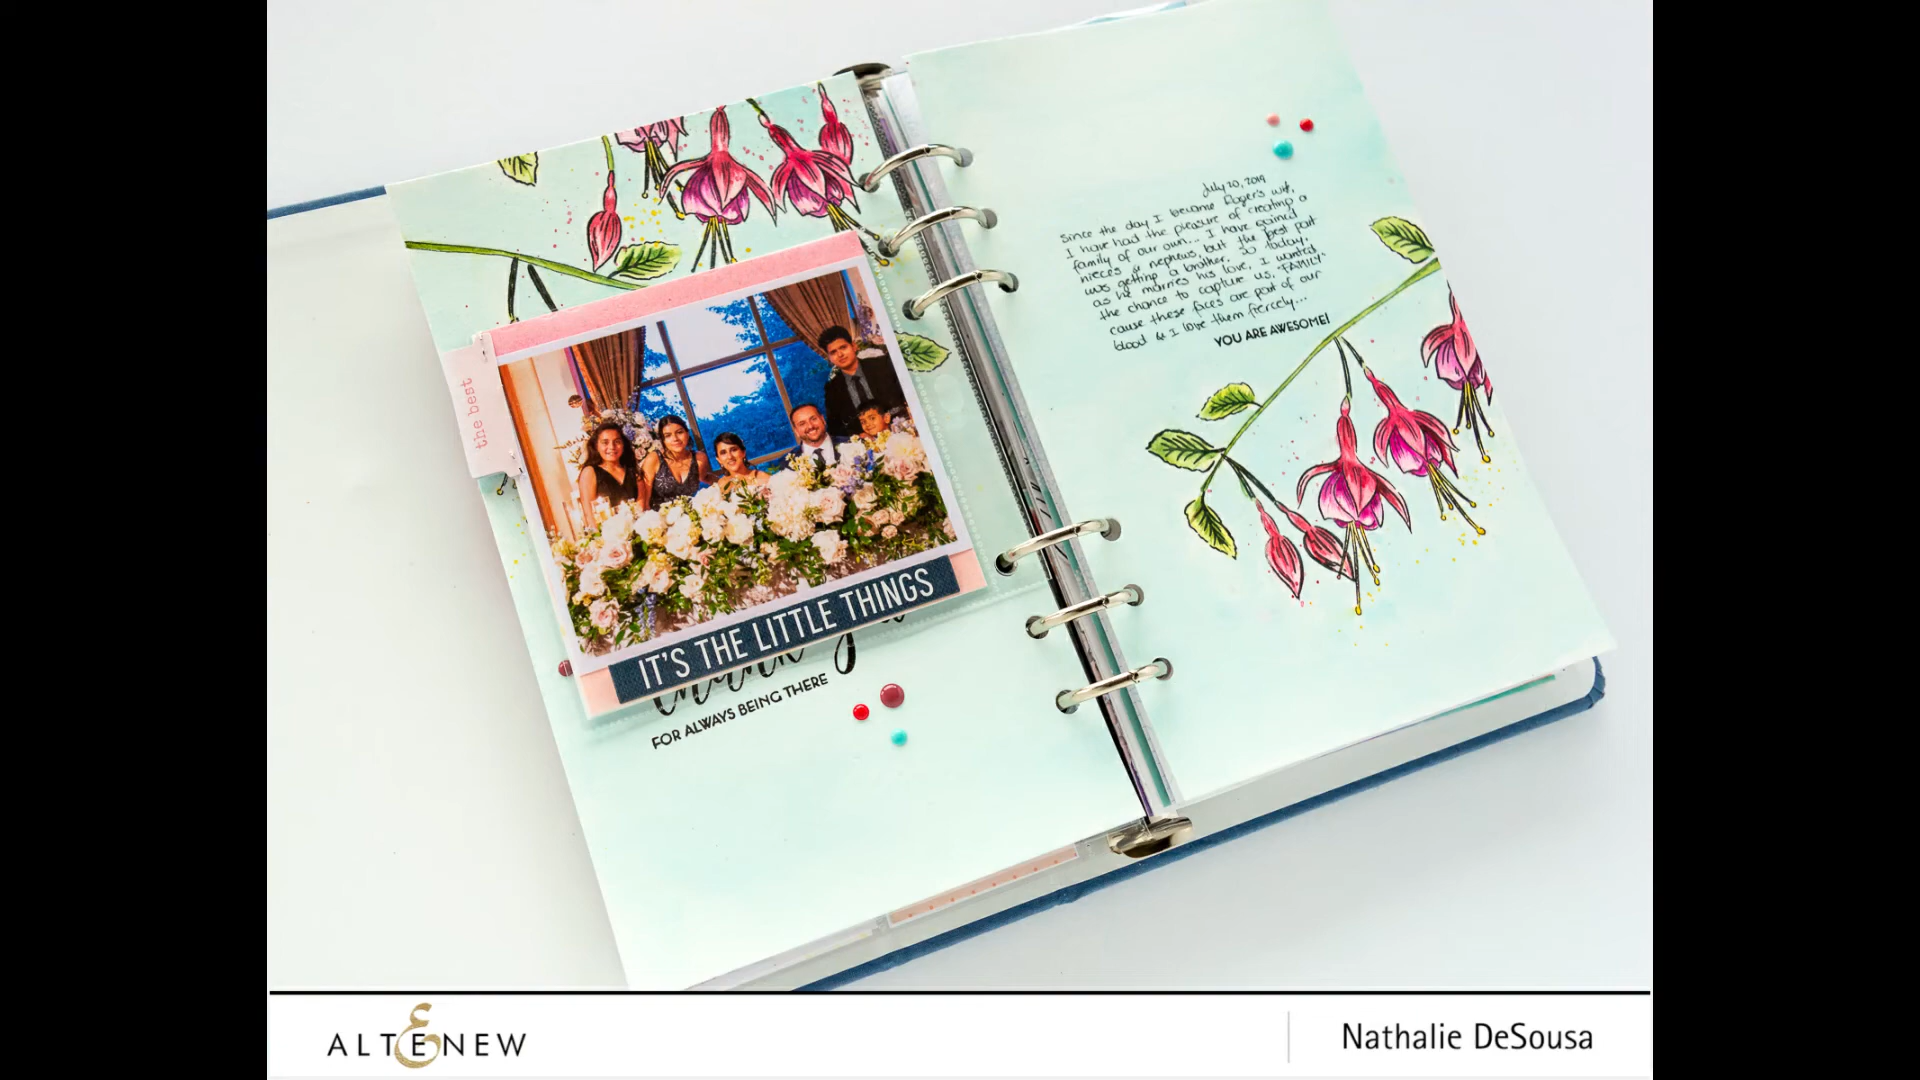 the best
IT'S THE LITTLE THINGS
FOR ALWAYS BEING THERE
July 20, 2019
Since the day I became Roger's wife,
I have had the pleasure of creating a
family of our own... I have gained
nieces & nephews, but the best part
was getting a brother. So today,
as he marries his love, I wanted
the chance to capture us, "FAMILY"
cause these faces are part of our
blood & I love them fiercely...
YOU ARE AWESOME!
ALTENEW
Nathalie DeSousa